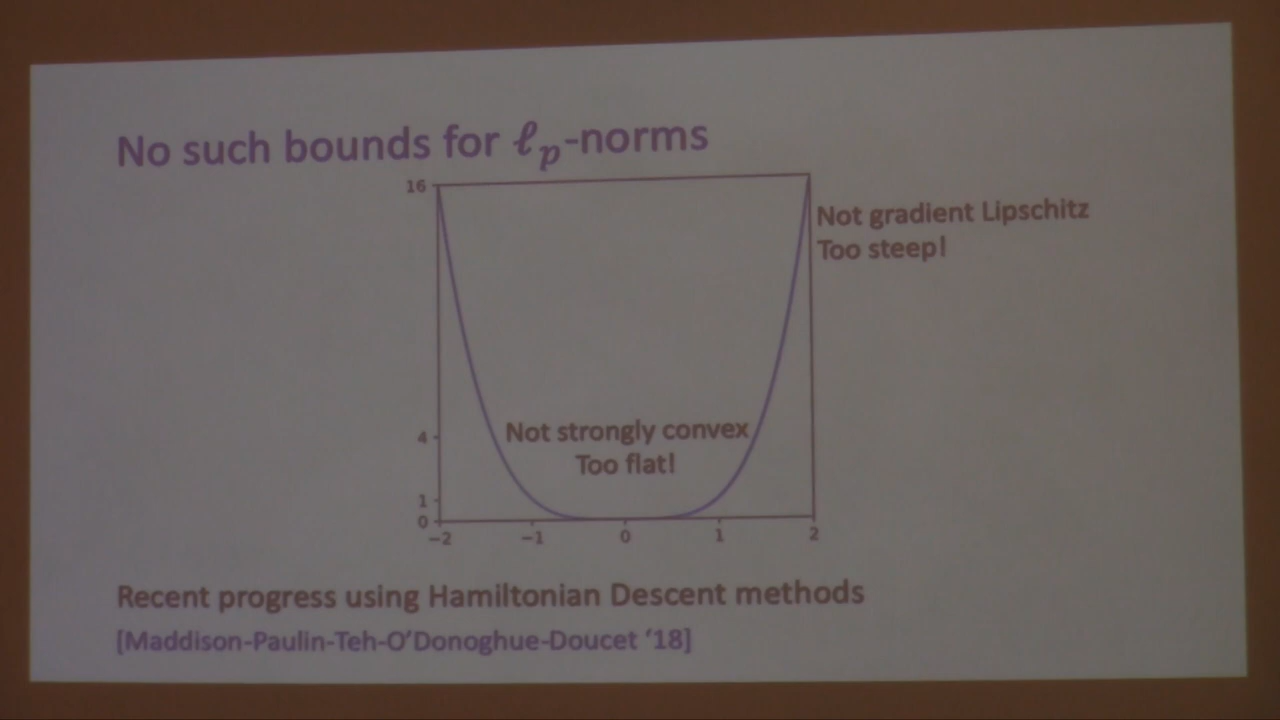 No such bounds for ℓp-norms
16
Not gradient Lipschitz
Too steep!
Not strongly convex
4
Too flat!
1
0
−2 −1 0 1 2
Recent progress using Hamiltonian Descent methods
[Maddison-Paulin-Teh-O’Donoghue-Doucet ‘18]